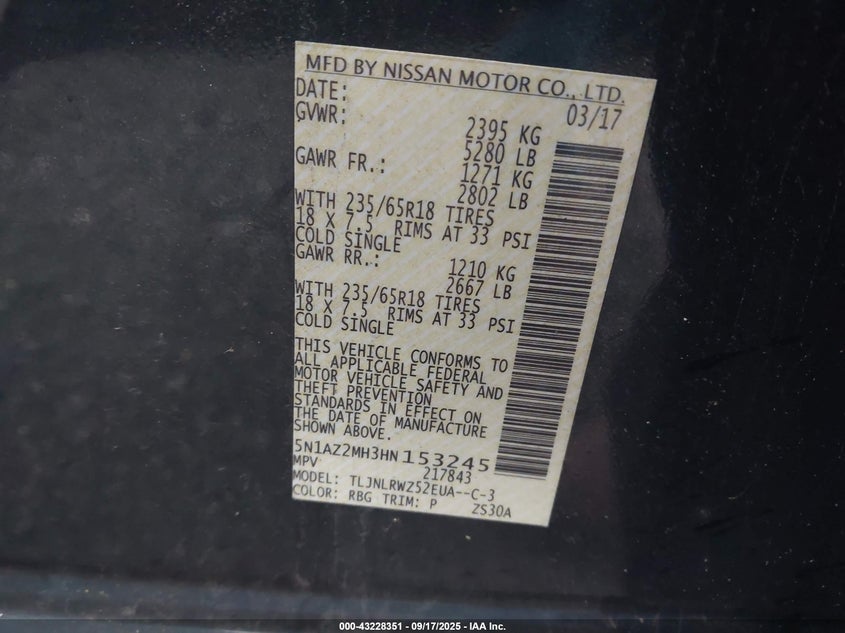 MFD BY NISSAN MOTOR CO., LTD.
DATE: 03/17
GVWR: 2395 KG
5280 LB
GAWR FR.: 1271 KG
2802 LB
WITH 235/65R18 TIRES
18 X 7.5 RIMS AT 33 PSI
COLD SINGLE
GAWR RR.: 1210 KG
2667 LB
WITH 235/65R18 TIRES
18 X 7.5 RIMS AT 33 PSI
COLD SINGLE
THIS VEHICLE CONFORMS TO
ALL APPLICABLE FEDERAL
MOTOR VEHICLE SAFETY AND
THEFT PREVENTION
STANDARDS IN EFFECT ON
THE DATE OF MANUFACTURE
SHOWN ABOVE.
5N1AZ2MH3HN153245
MPV 217843
MODEL: TLJNLRWZ52EUA--C-3
COLOR: RBG TRIM: P ZS30A
000-43228351 - 09/17/2025 - IAA Inc.